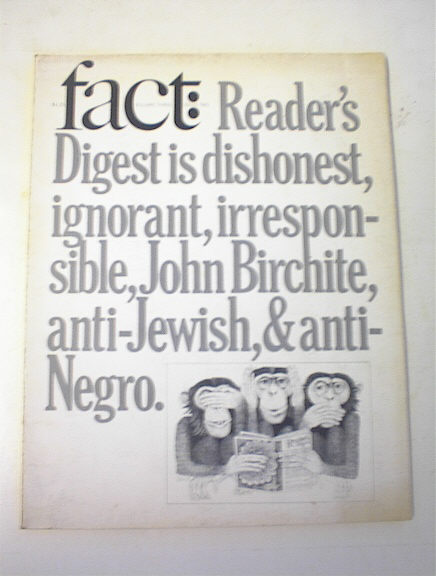 fact: Reader's
Digest is dishonest,
ignorant, irrespon-
sible, John Birchite,
anti-Jewish, & anti-
Negro.